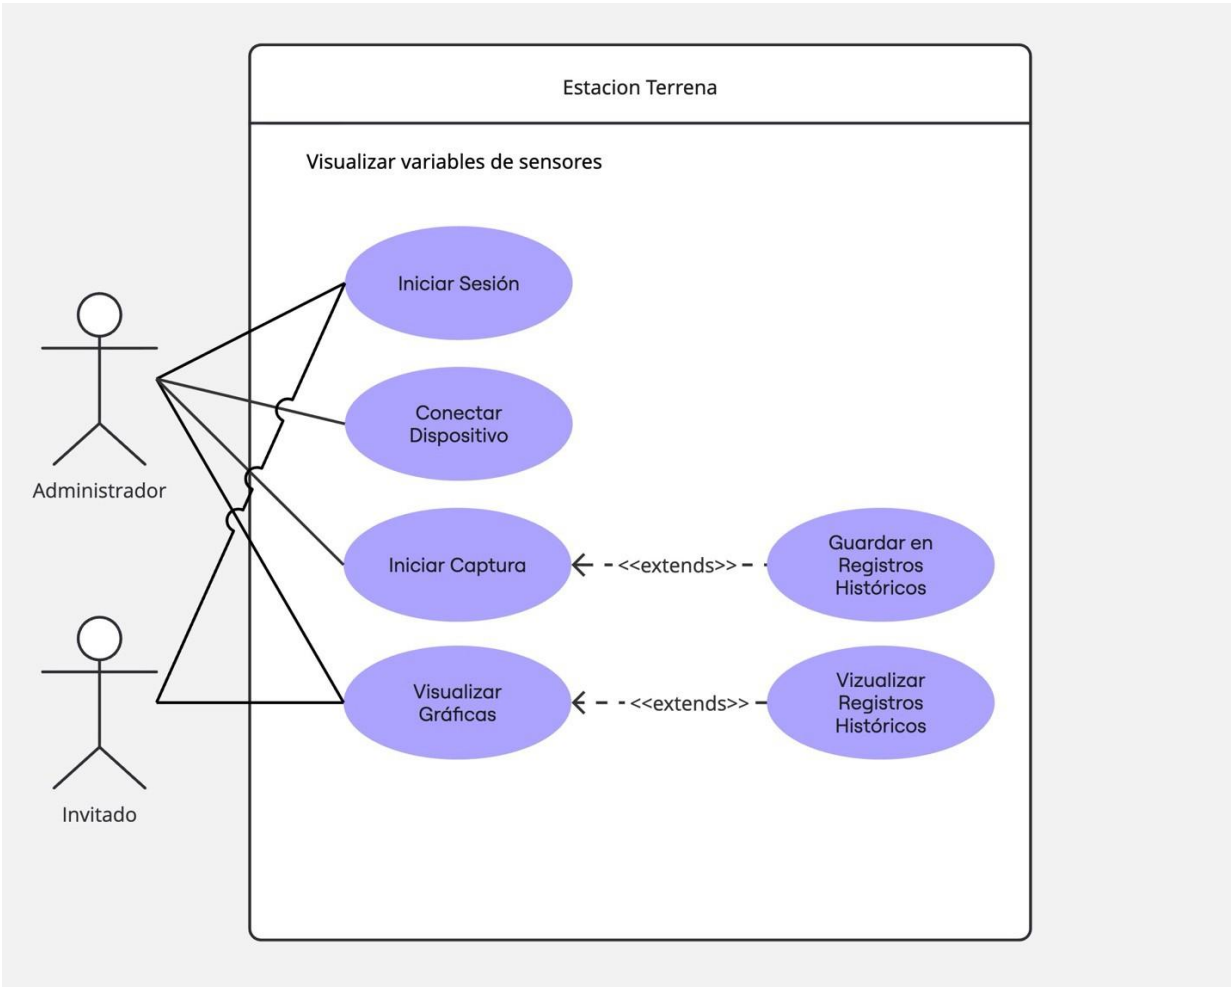 Estacion Terrena
Visualizar variables de sensores
Iniciar Sesión
Conectar
Dispositivo
Administrador
Iniciar Captura
<<extends>>
Guardar en
Registros
Históricos
Visualizar
Gráficas
<<extends>>
Vizualizar
Registros
Históricos
Invitado